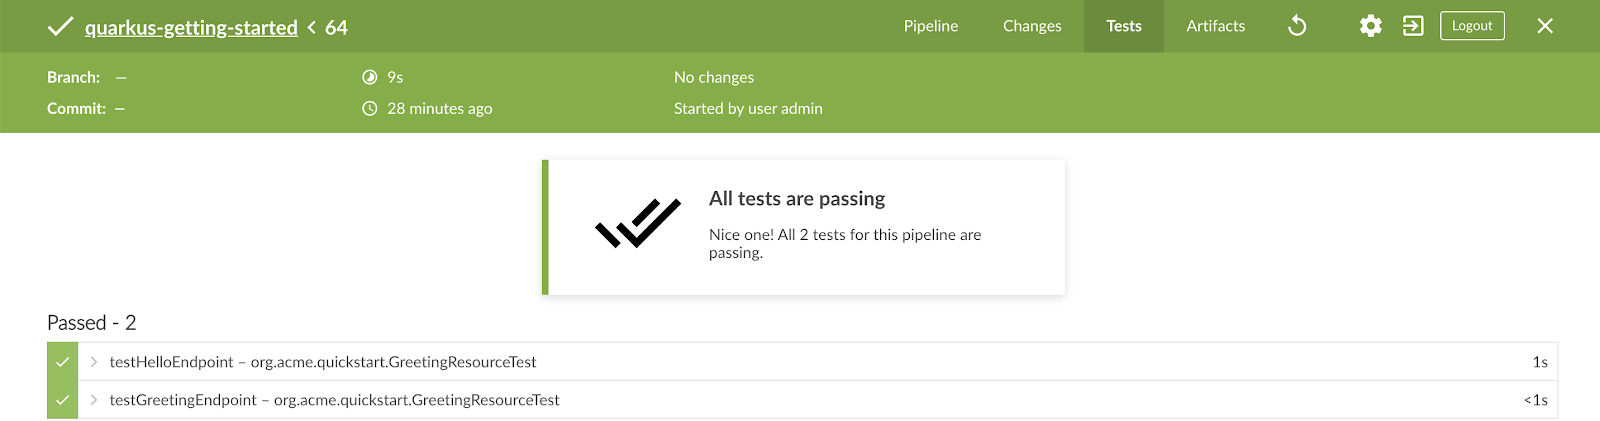 quarkus-getting-started < 64 Pipeline Changes Tests Artifacts Logout
Branch: — 9s No changes
Commit: — 28 minutes ago Started by user admin
All tests are passing
Nice one! All 2 tests for this pipeline are
passing.
Passed - 2
testHelloEndpoint – org.acme.quickstart.GreetingResourceTest 1s
testGreetingEndpoint – org.acme.quickstart.GreetingResourceTest <1s